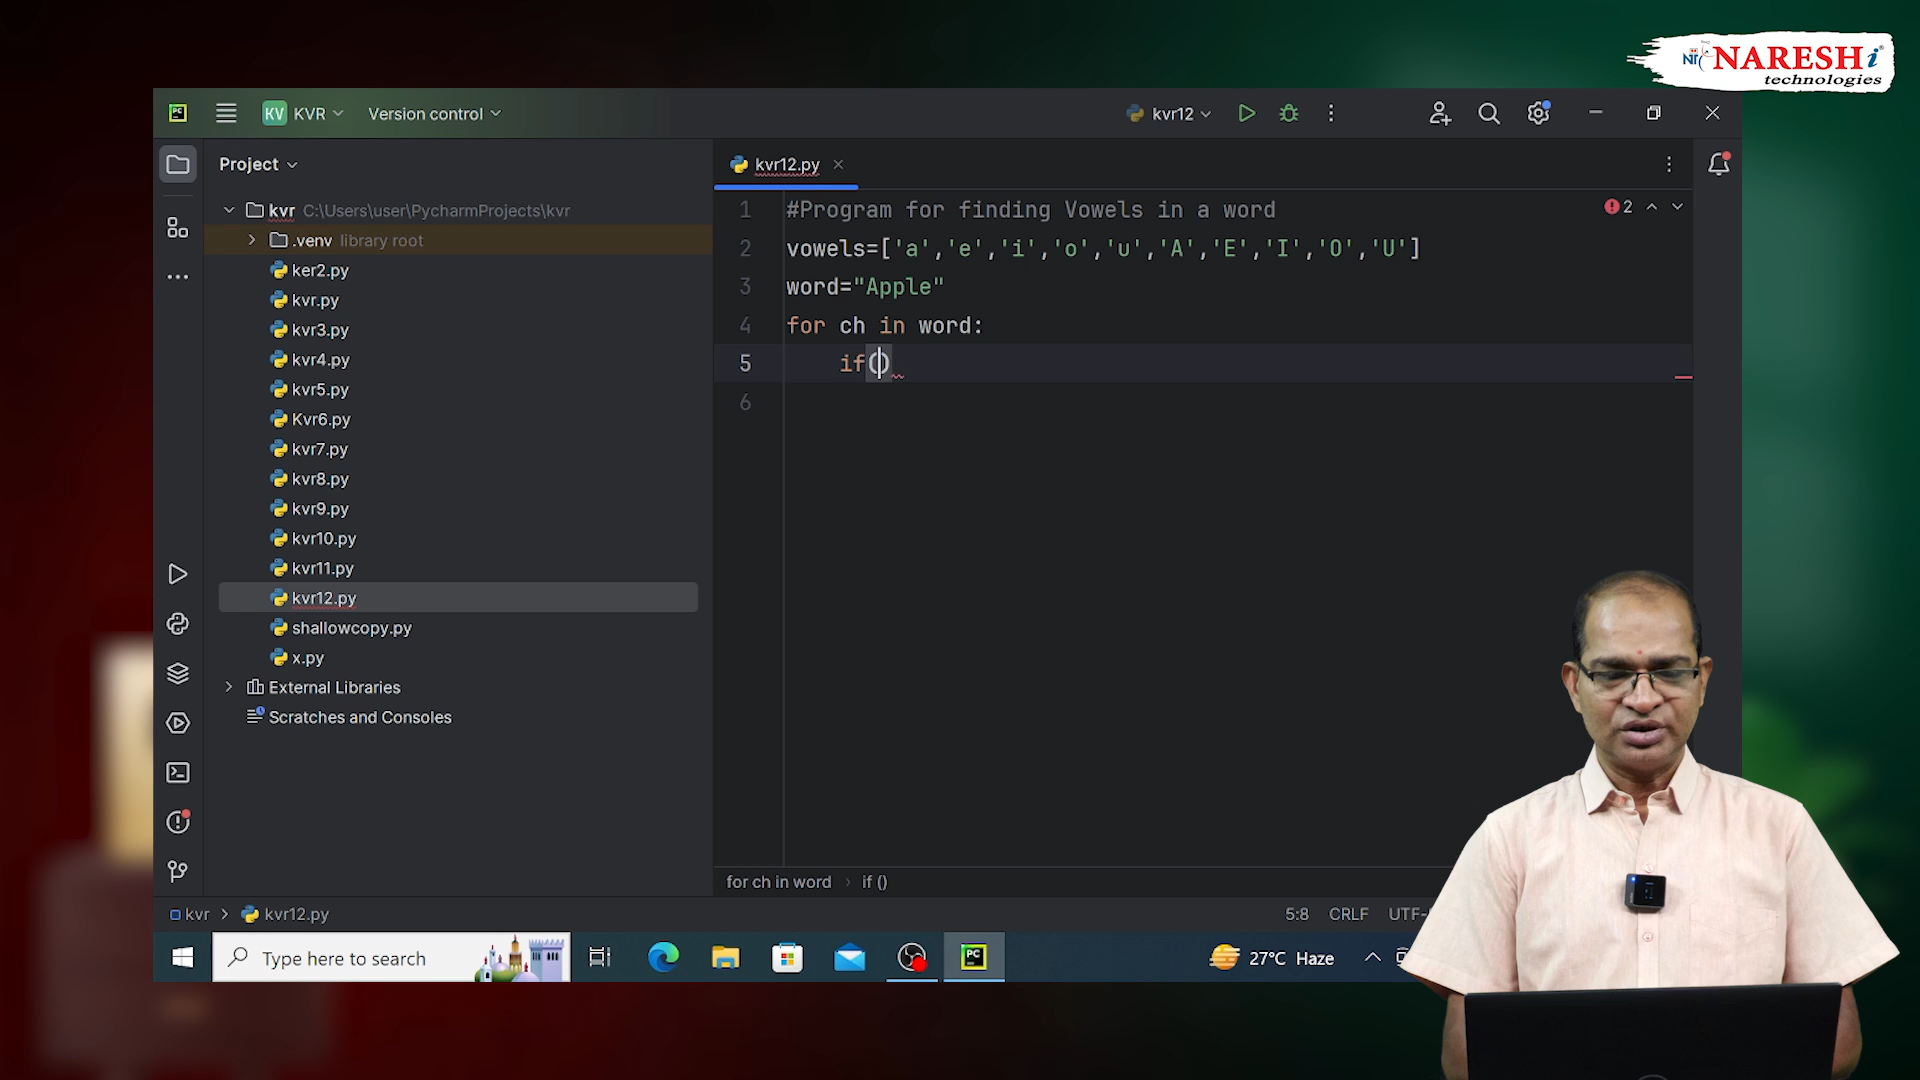 NIT NARESH i
technologies
PC
KV KVR
Version control
kvr12
Project
kvr12.py
kvr C:\Users\user\PycharmProjects\kvr
.venv library root
ker2.py
kvr.py
kvr3.py
kvr4.py
kvr5.py
Kvr6.py
kvr7.py
kvr8.py
kvr9.py
kvr10.py
kvr11.py
kvr12.py
shallowcopy.py
x.py
External Libraries
Scratches and Consoles
1 #Program for finding Vowels in a word
2 vowels=['a','e','i','o','u','A','E','I','O','U']
3 word="Apple"
4 for ch in word:
5 if()
6
2
for ch in word › if ()
kvr > kvr12.py
5:8 CRLF UTF-
Type here to search
PC
27°C Haze